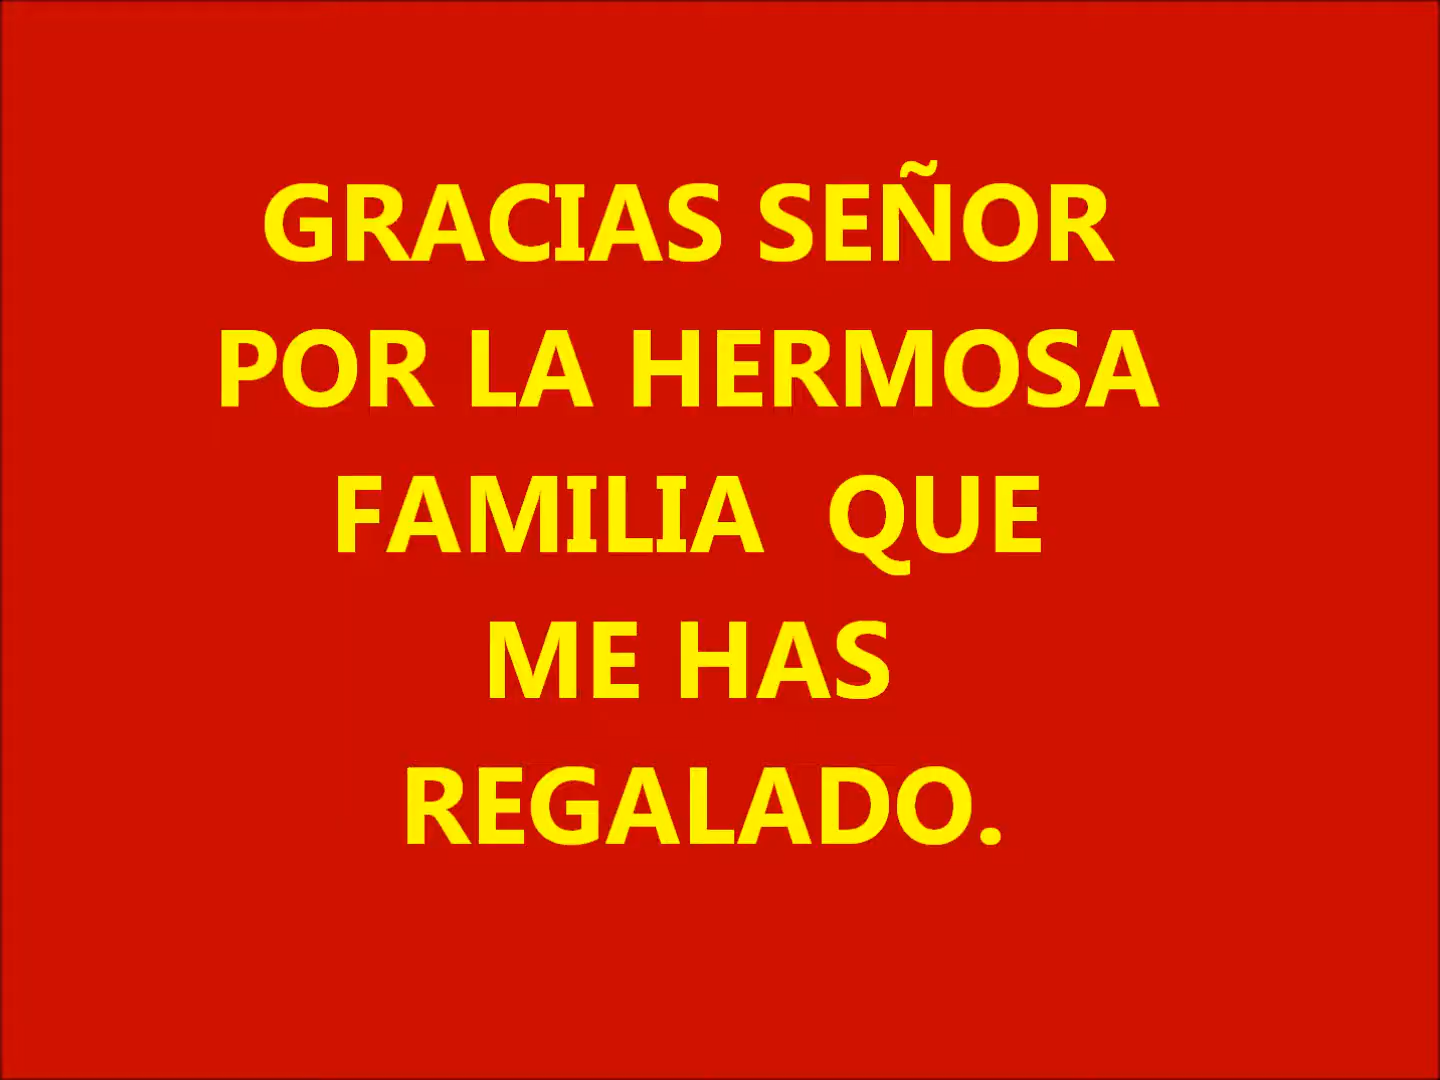 GRACIAS SEÑOR
POR LA HERMOSA
FAMILIA  QUE
ME HAS
REGALADO.